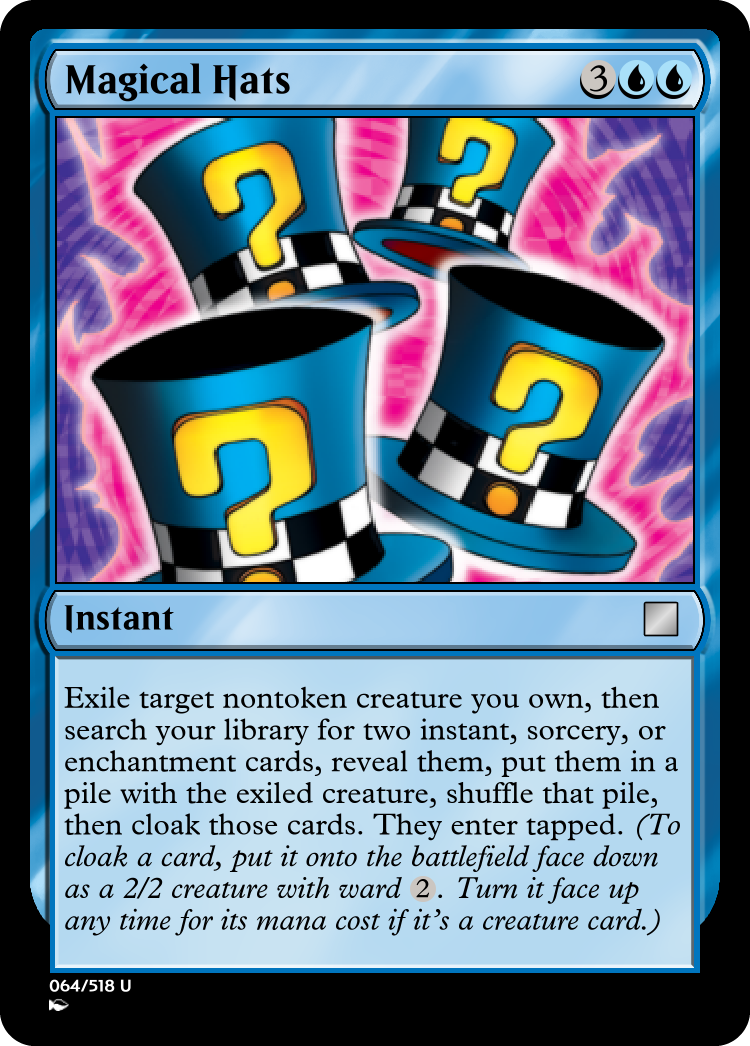 Magical Hats 3
? ? ? ?
Instant
Exile target nontoken creature you own, then
search your library for two instant, sorcery, or
enchantment cards, reveal them, put them in a
pile with the exiled creature, shuffle that pile,
then cloak those cards. They enter tapped. (To
cloak a card, put it onto the battlefield face down
as a 2/2 creature with ward 2. Turn it face up
any time for its mana cost if it's a creature card.)
064/518 U